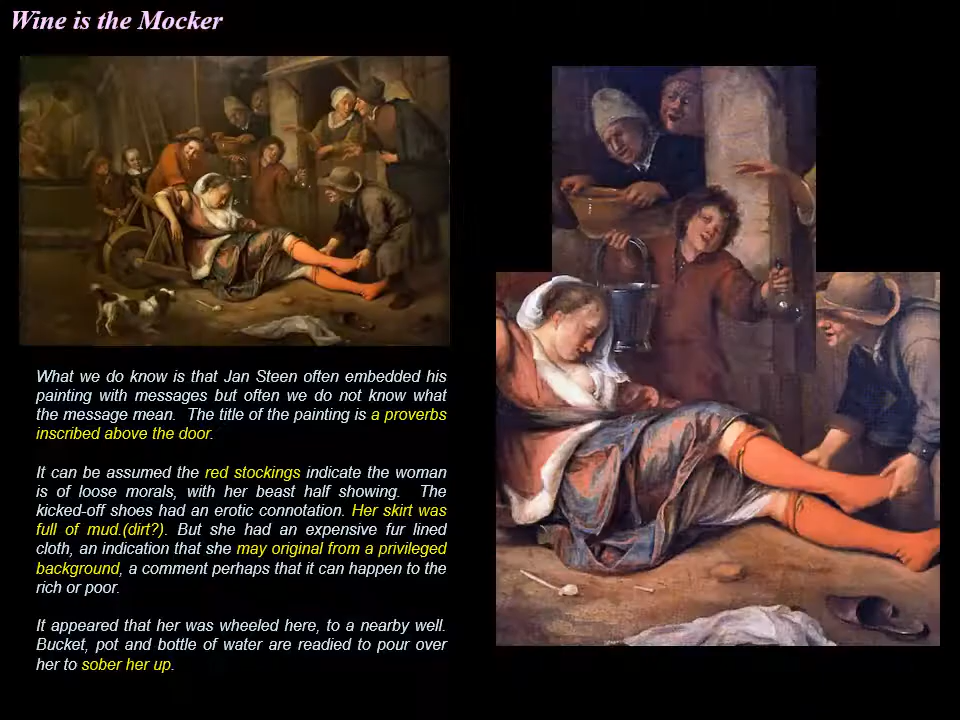 Wine is the Mocker
What we do know is that Jan Steen often embedded his
painting with messages but often we do not know what
the message mean. The title of the painting is a proverbs
inscribed above the door.
It can be assumed the red stockings indicate the woman
is of loose morals, with her beast half showing. The
kicked-off shoes had an erotic connotation. Her skirt was
full of mud.(dirt?). But she had an expensive fur lined
cloth, an indication that she may original from a privileged
background, a comment perhaps that it can happen to the
rich or poor.
It appeared that her was wheeled here, to a nearby well.
Bucket, pot and bottle of water are readied to pour over
her to sober her up.